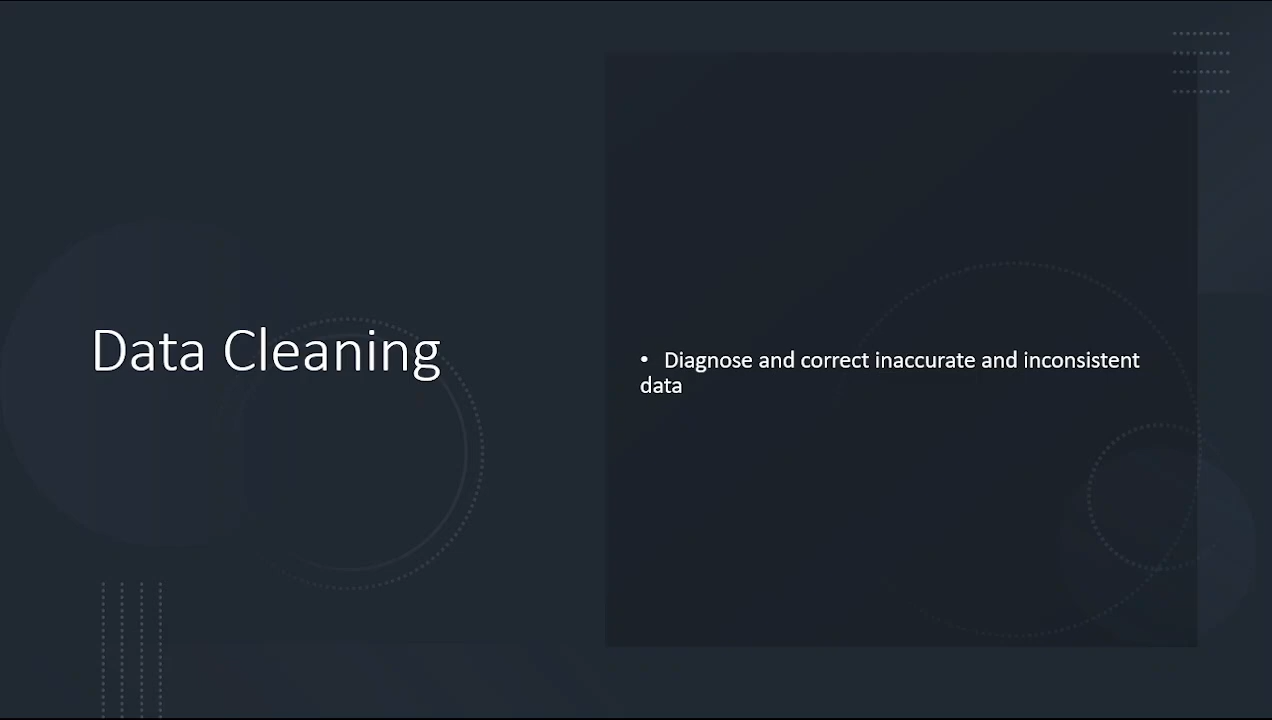 Data Cleaning
• Diagnose and correct inaccurate and inconsistent
data